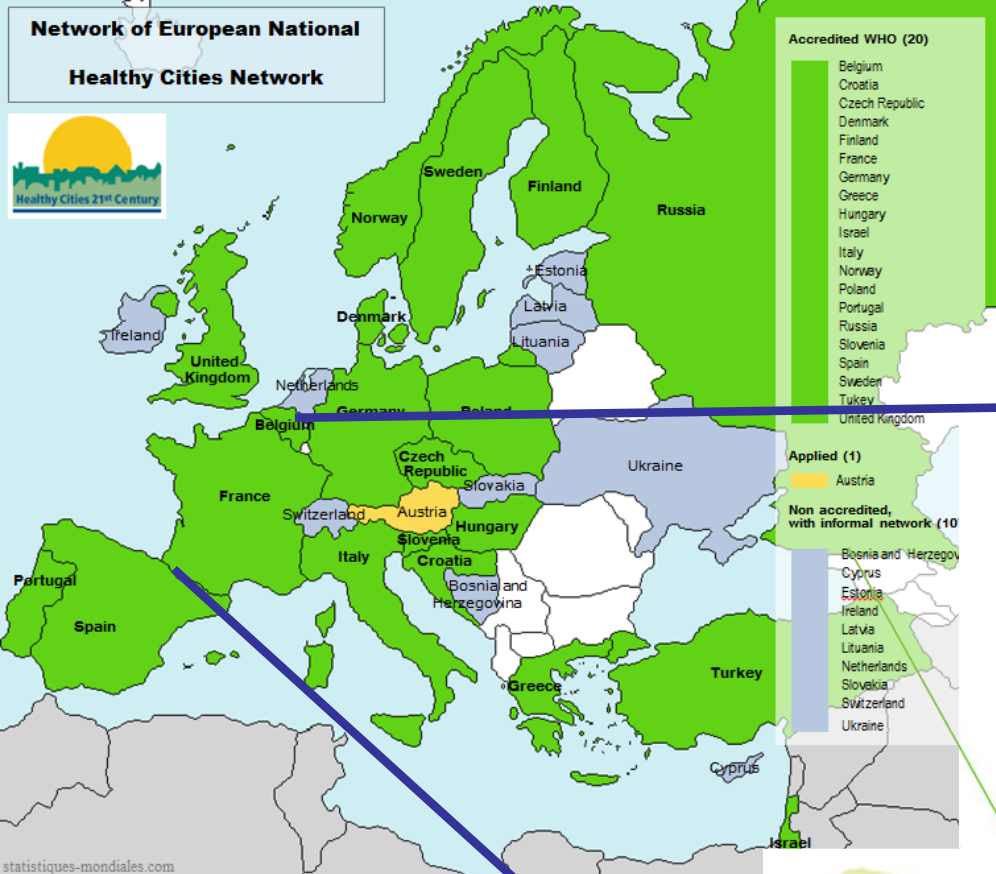 Network of European National
Healthy Cities Network
Healthy Cities 21st Century
Accredited WHO (20)
Belgium
Croatia
Czech Republic
Denmark
Finland
France
Germany
Greece
Hungary
Israel
Italy
Norway
Poland
Portugal
Russia
Slovenia
Spain
Sweden
Tukey
United Kingdom
Applied (1)
Austria
Non accredited,
with informal network (10
Bosnia and Herzegov
Cyprus
Estonia
Ireland
Latvia
Lituania
Netherlands
Slovakia
Switzerland
Ukraine
Sweden
Finland
Norway
Russia
Estonia
Latvia
Lituania
Denmark
Ireland
United
Kingdom
Netherlands
Germany
Poland
Belgium
Czech
Republic
Ukraine
Slovakia
France
Switzerland
Austria
Hungary
Slovenia
Italy
Croatia
Bosnia and
Herzegovina
Portugal
Spain
Turkey
Greece
Cyprus
Israel
statistiques-mondiales.com